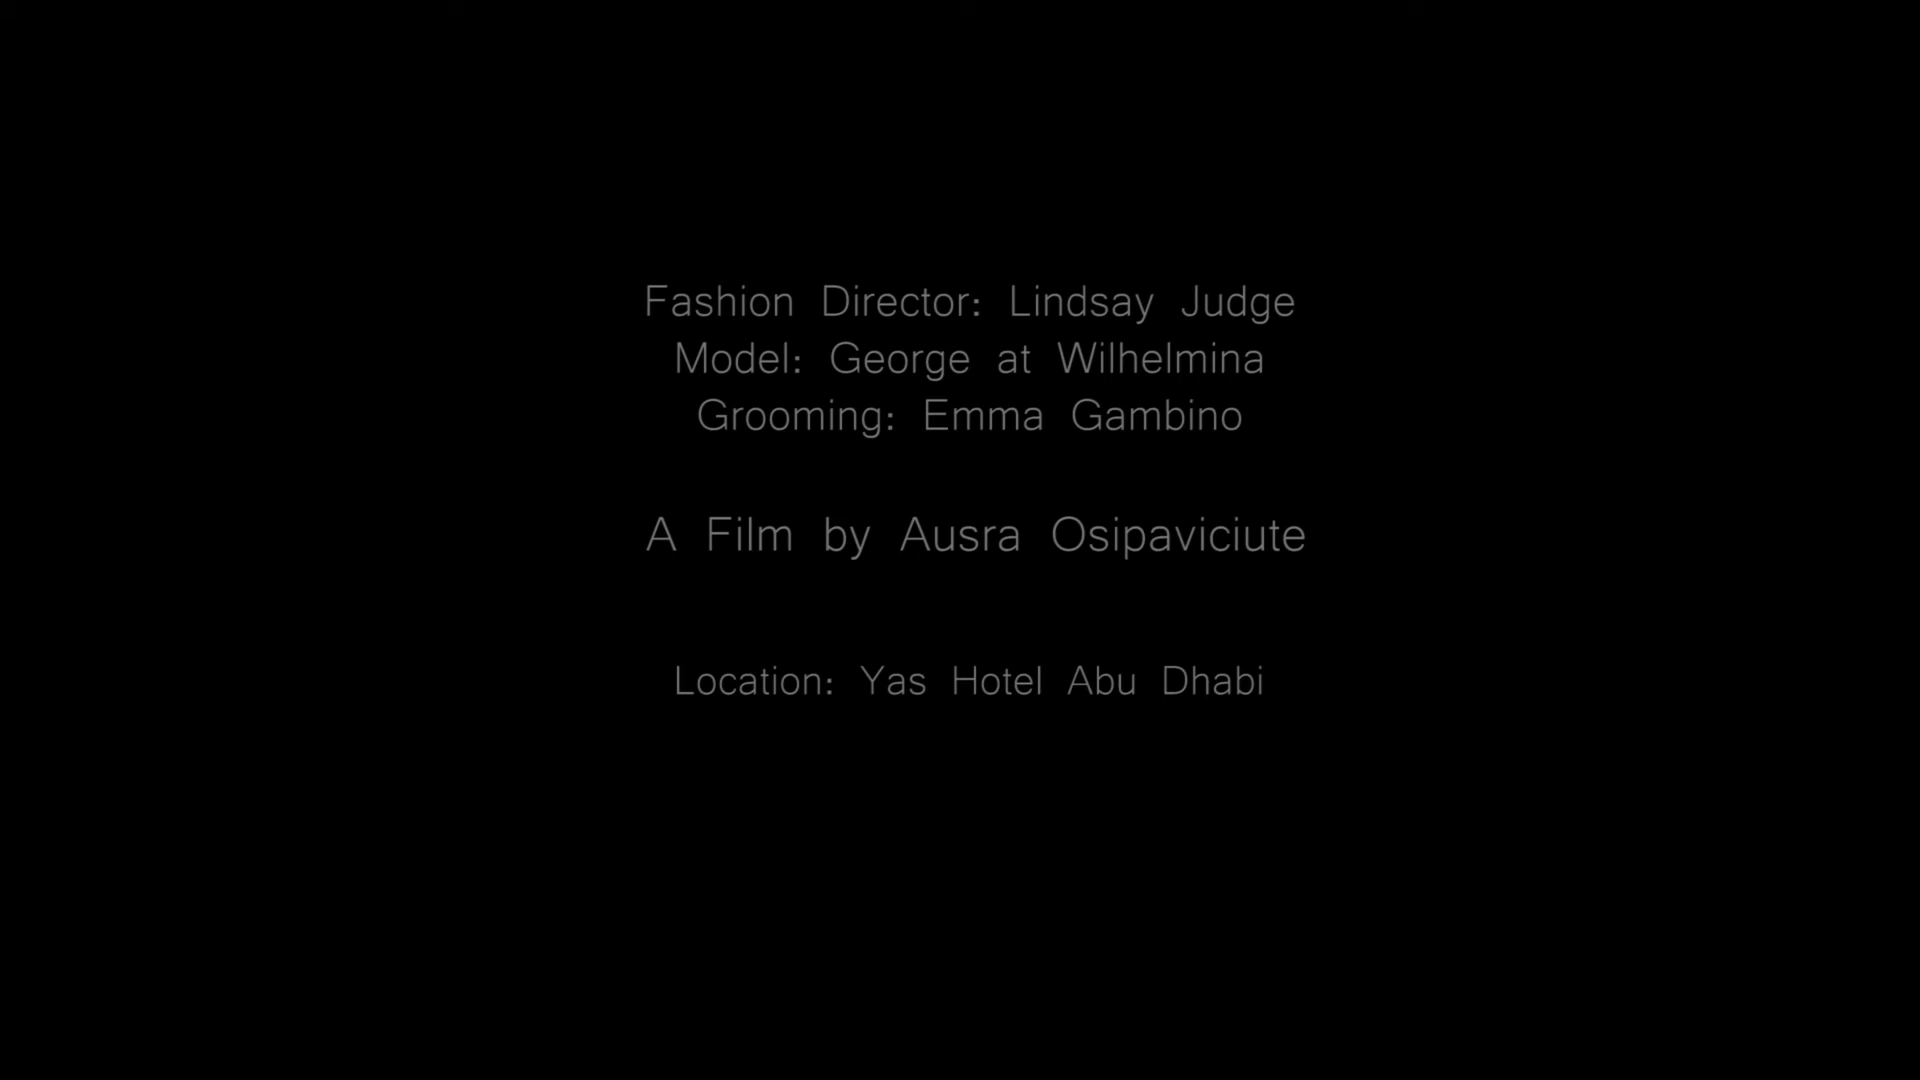 Fashion Director: Lindsay Judge
Model: George at Wilhelmina
Grooming: Emma Gambino
A Film by Ausra Osipaviciute
Location: Yas Hotel Abu Dhabi